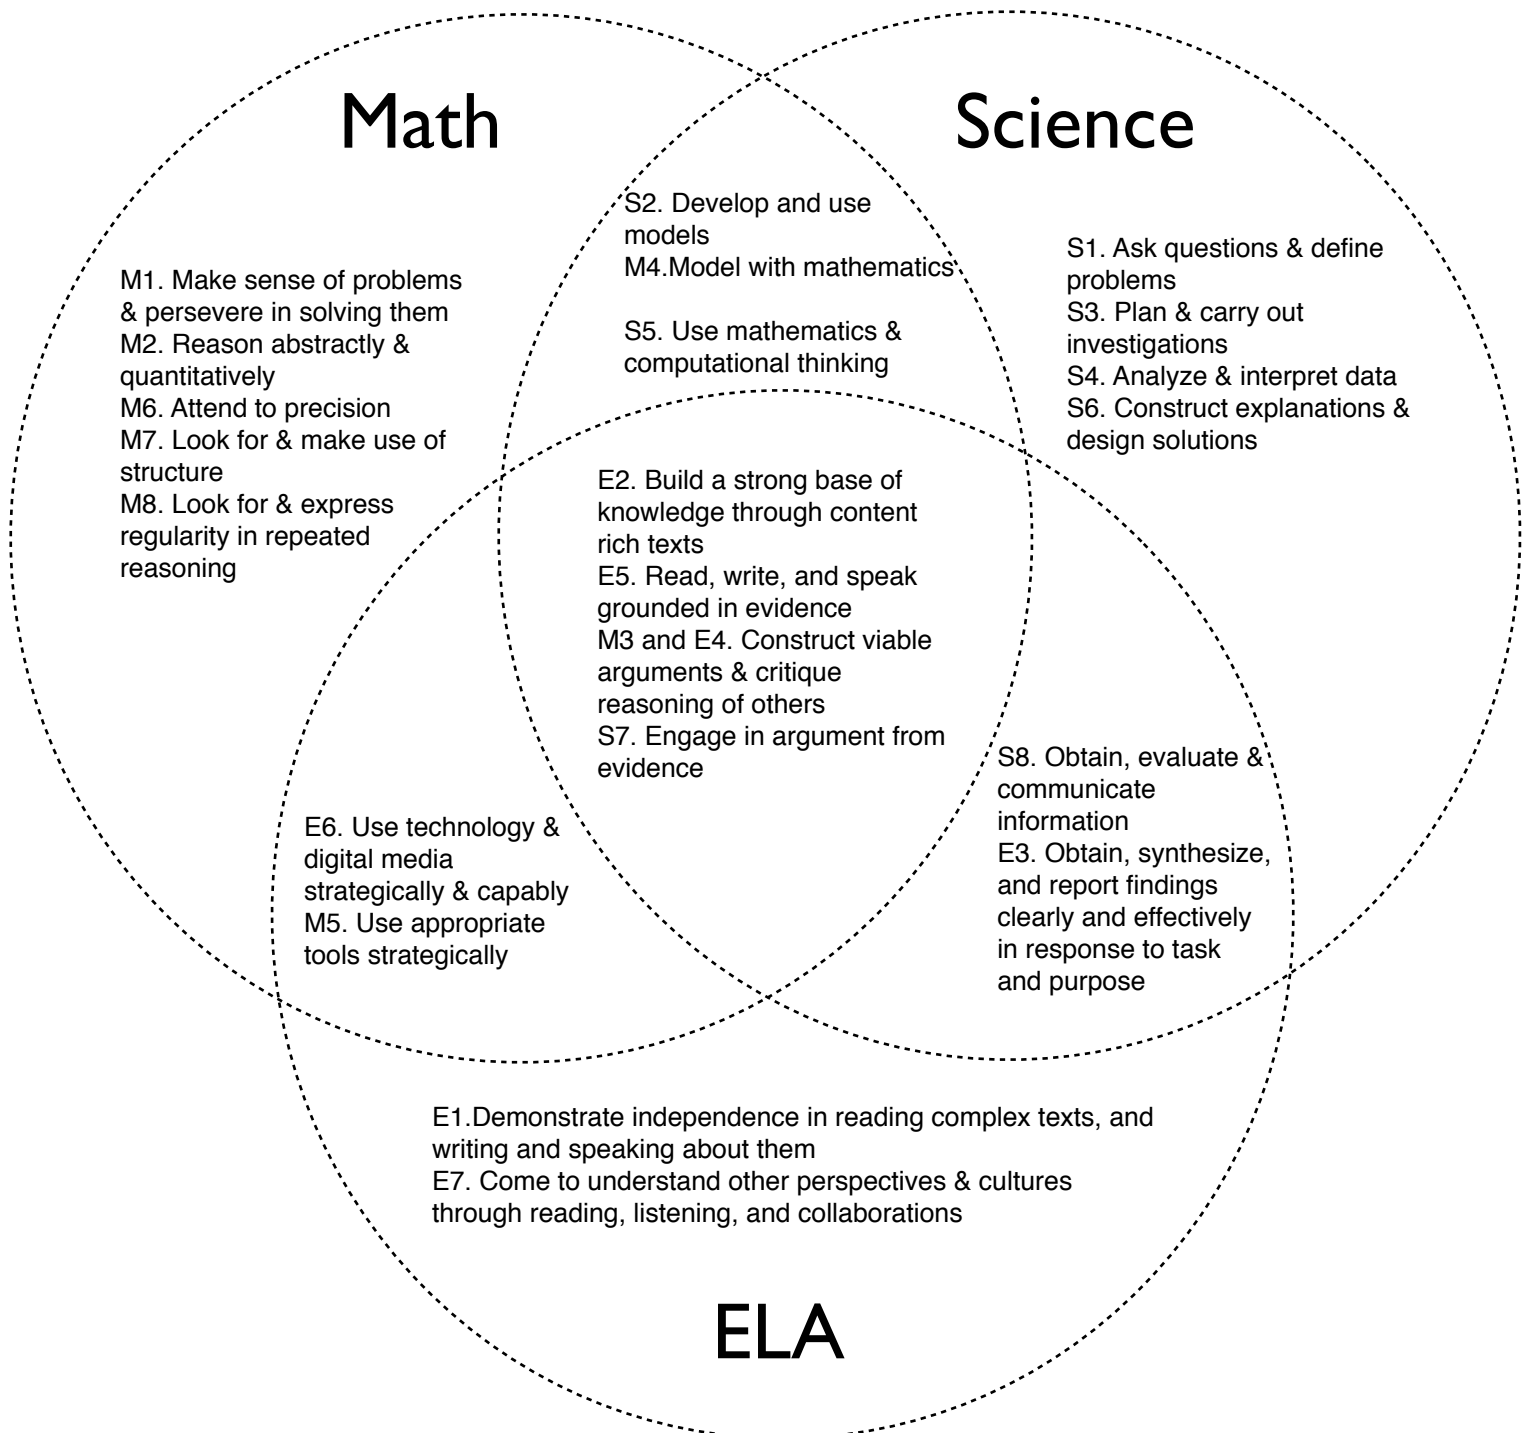 Math
Science
S2. Develop and use
models
M4.Model with mathematics
S5. Use mathematics &
computational thinking
M1. Make sense of problems
& persevere in solving them
M2. Reason abstractly &
quantitatively
M6. Attend to precision
M7. Look for & make use of
structure
M8. Look for & express
regularity in repeated
reasoning
S1. Ask questions & define
problems
S3. Plan & carry out
investigations
S4. Analyze & interpret data
S6. Construct explanations &
design solutions
E2. Build a strong base of
knowledge through content
rich texts
E5. Read, write, and speak
grounded in evidence
M3 and E4. Construct viable
arguments & critique
reasoning of others
S7. Engage in argument from
evidence
E6. Use technology &
digital media
strategically & capably
M5. Use appropriate
tools strategically
S8. Obtain, evaluate &
communicate
information
E3. Obtain, synthesize,
and report findings
clearly and effectively
in response to task
and purpose
E1.Demonstrate independence in reading complex texts, and
writing and speaking about them
E7. Come to understand other perspectives & cultures
through reading, listening, and collaborations
ELA